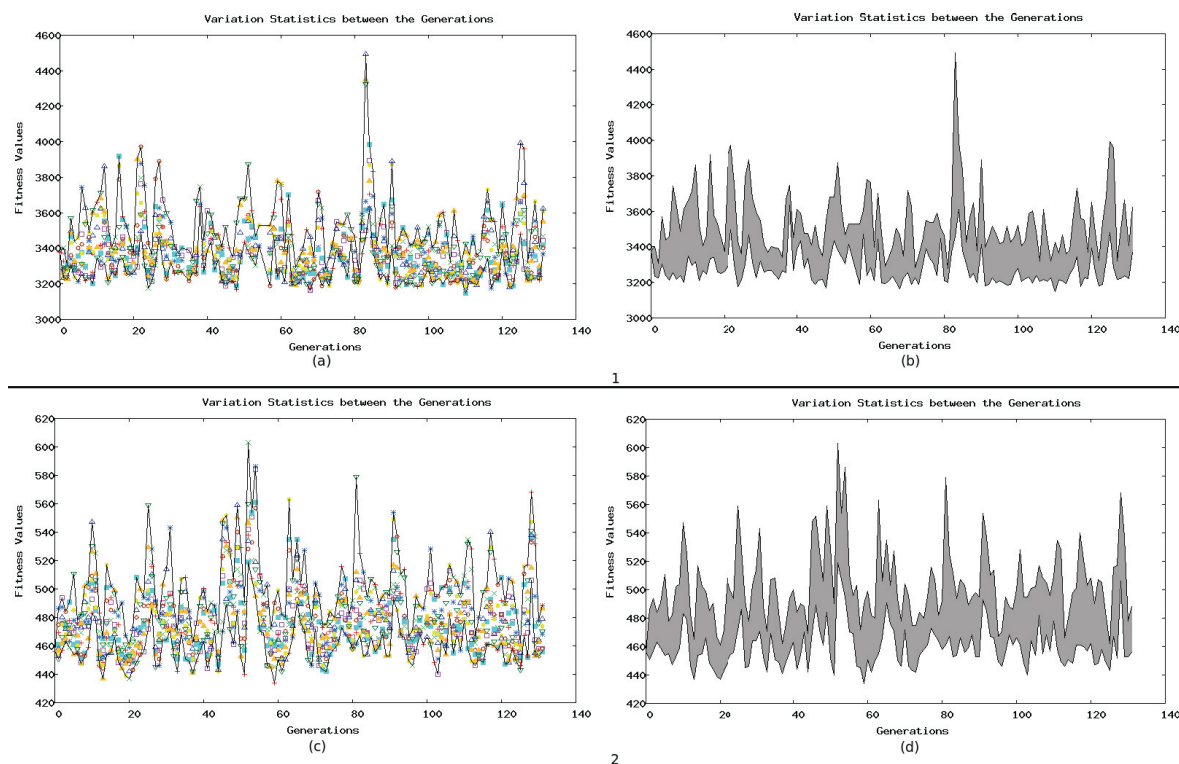 Variation Statistics between the Generations
4600
4400
4200
4000
3800
3600
3400
3200
3000
Fitness Values
0 20 40 60 80 100 120 140
Generations
(a)
Variation Statistics between the Generations
4600
4400
4200
4000
3800
3600
3400
3200
3000
Fitness Values
0 20 40 60 80 100 120 140
Generations
(b)
1
Variation Statistics between the Generations
620
600
580
560
540
520
500
480
460
440
420
Fitness Values
0 20 40 60 80 100 120 140
Generations
(c)
Variation Statistics between the Generations
620
600
580
560
540
520
500
480
460
440
420
Fitness Values
0 20 40 60 80 100 120 140
Generations
(d)
2